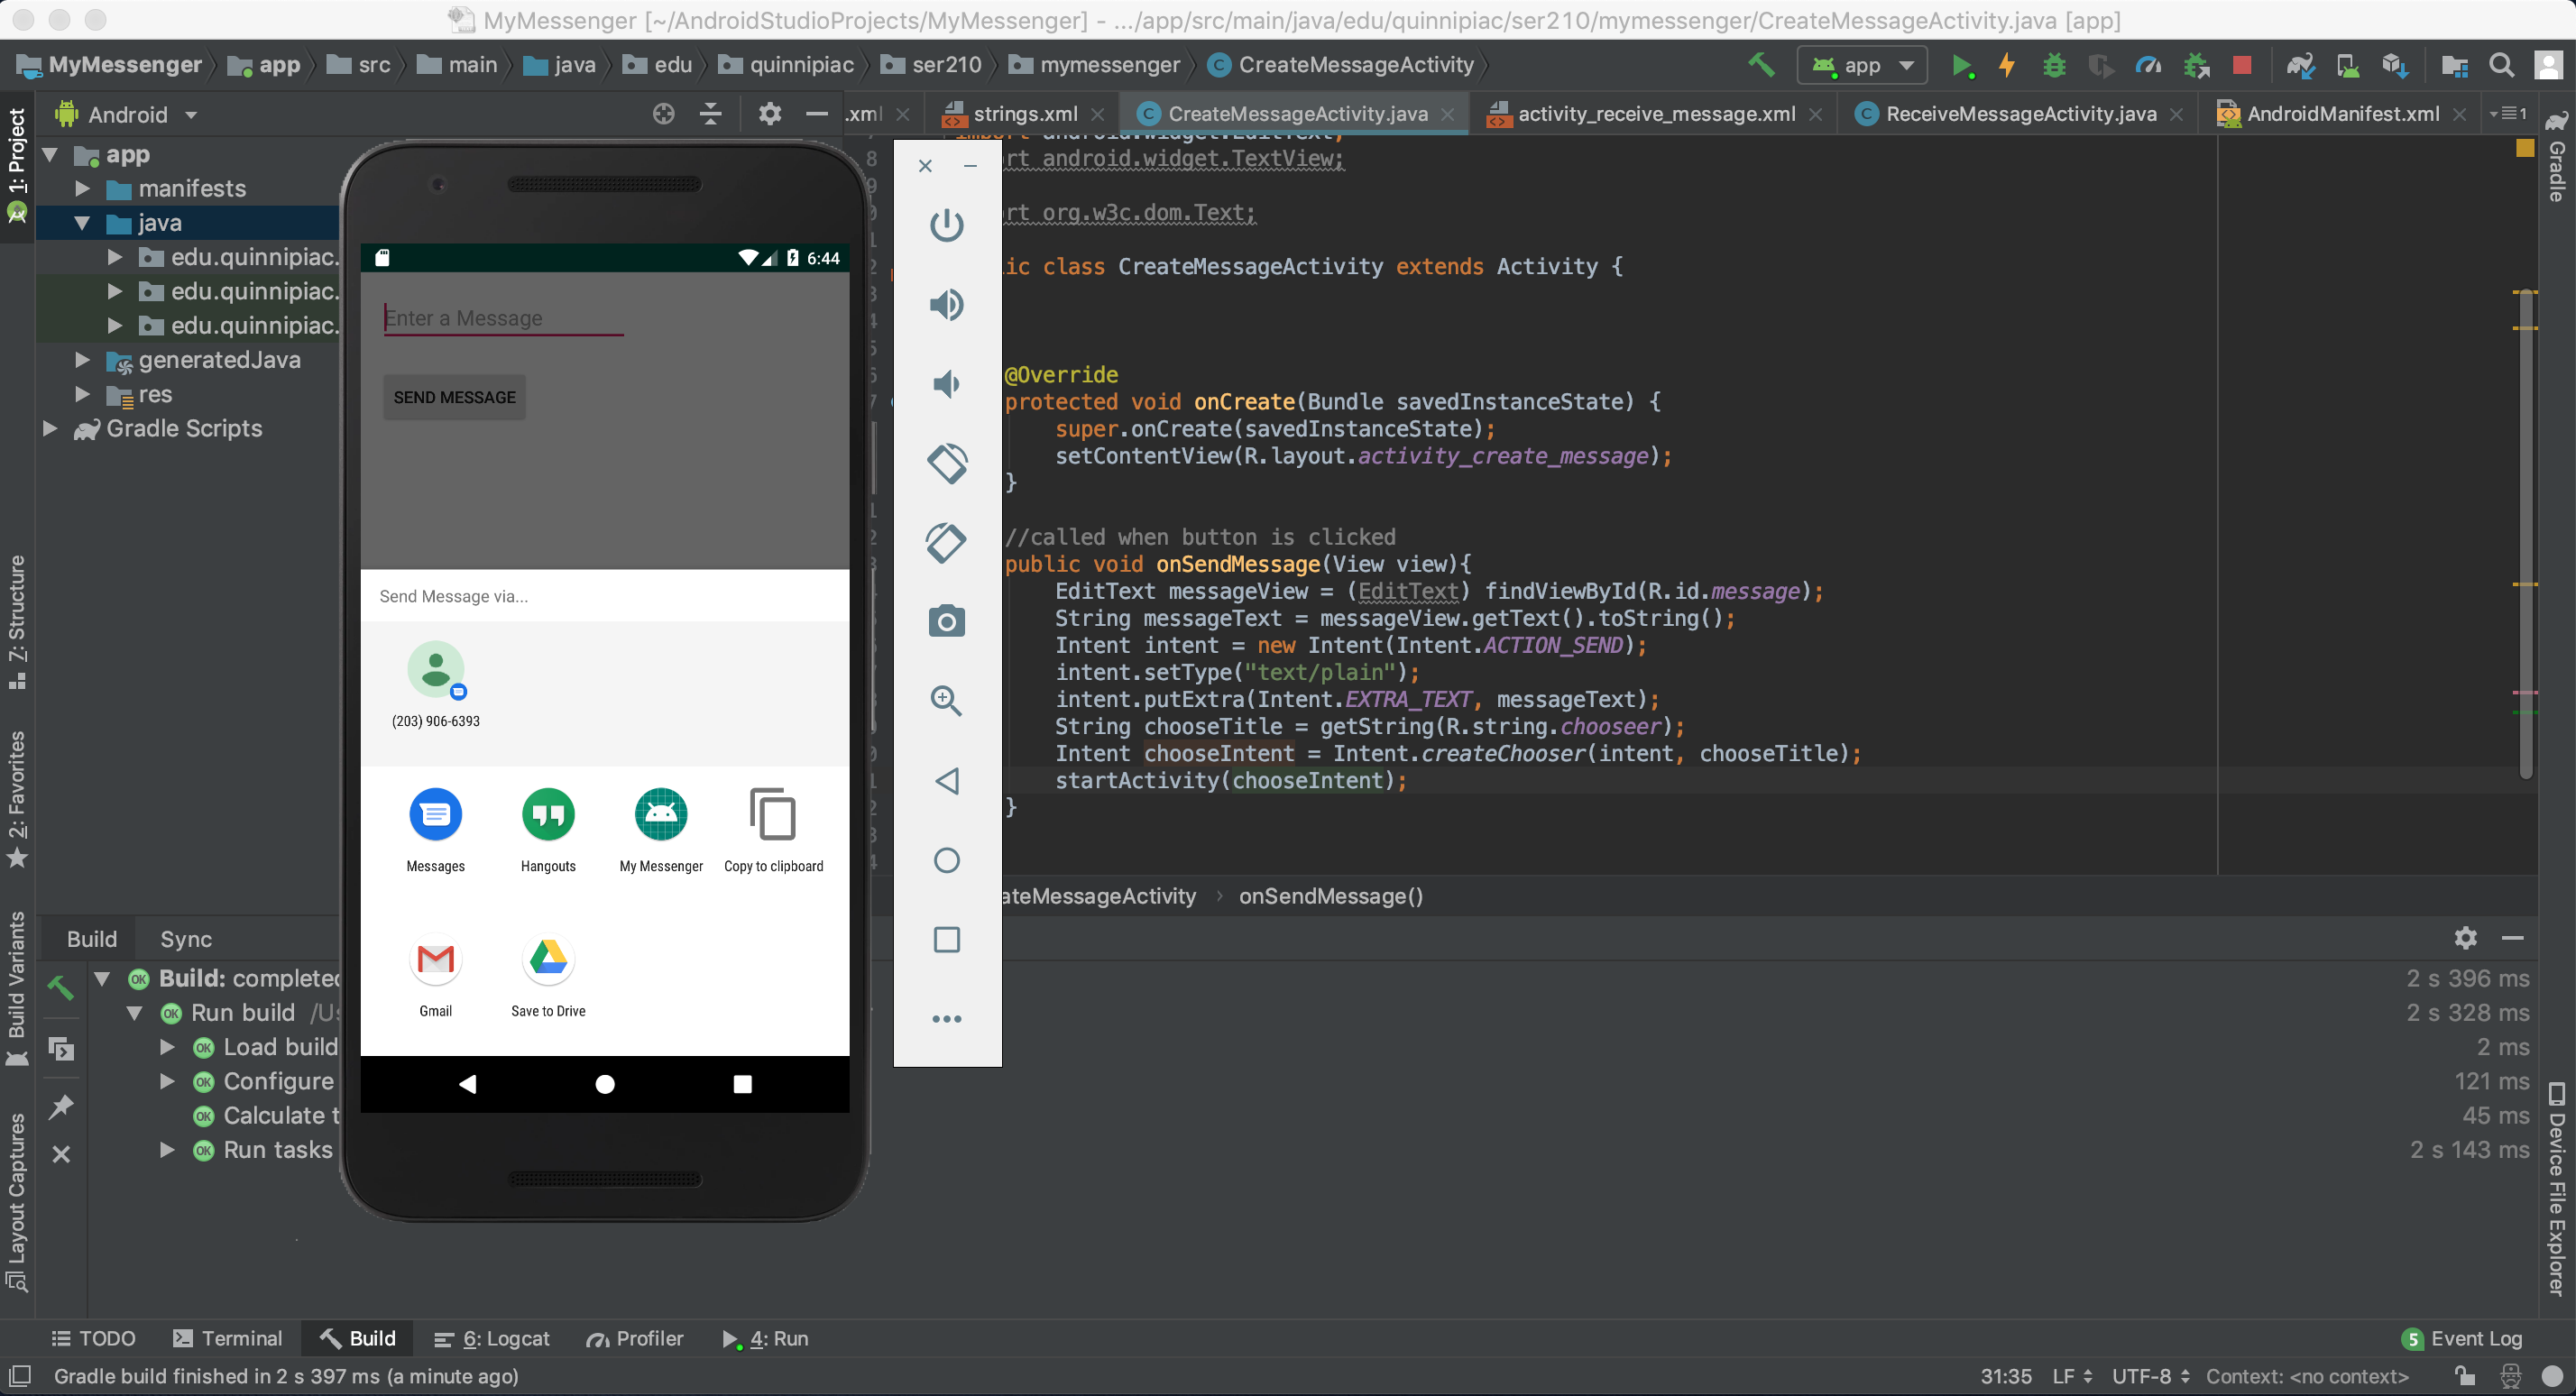 MyMessenger [~/AndroidStudioProjects/MyMessenger] - .../app/src/main/java/edu/quinnipiac/ser210/mymessenger/CreateMessageActivity.java [app]
MyMessenger app src main java edu quinnipiac ser210 mymessenger CreateMessageActivity
app
Android
.xml strings.xml CreateMessageActivity.java activity_receive_message.xml ReceiveMessageActivity.java AndroidManifest.xml 1
1: Project
Z: Structure
2: Favorites
Build Variants
Layout Captures
app
manifests
java
edu.quinnipiac.
edu.quinnipiac.
edu.quinnipiac.
generatedJava
res
Gradle Scripts
6:44
Enter a Message
SEND MESSAGE
Send Message via...
(203) 906-6393
Messages Hangouts My Messenger Copy to clipboard
Gmail Save to Drive
import android.widget.EditText;
rt android.widget.TextView;
rt org.w3c.dom.Text;
ic class CreateMessageActivity extends Activity {
@Override
protected void onCreate(Bundle savedInstanceState) {
super.onCreate(savedInstanceState);
setContentView(R.layout.activity_create_message);
}
//called when button is clicked
public void onSendMessage(View view){
EditText messageView = (EditText) findViewById(R.id.message);
String messageText = messageView.getText().toString();
Intent intent = new Intent(Intent.ACTION_SEND);
intent.setType("text/plain");
intent.putExtra(Intent.EXTRA_TEXT, messageText);
String chooseTitle = getString(R.string.chooseer);
Intent chooseIntent = Intent.createChooser(intent, chooseTitle);
startActivity(chooseIntent);
}
ateMessageActivity › onSendMessage()
Gradle
Device File Explorer
Build Sync
Build: completed 2 s 396 ms
Run build /Us 2 s 328 ms
Load build 2 ms
Configure 121 ms
Calculate t 45 ms
Run tasks 2 s 143 ms
TODO Terminal Build 6: Logcat Profiler 4: Run 5 Event Log
Gradle build finished in 2 s 397 ms (a minute ago) 31:35 LF UTF-8 Context: <no context>